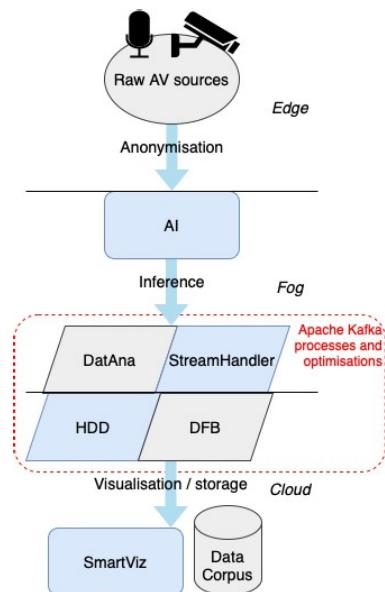 Raw AV sources
Edge
Anonymisation
AI
Inference
Fog
Apache Kafka
processes and
optimisations
DatAna
StreamHandler
HDD
DFB
Visualisation / storage
Cloud
SmartViz
Data
Corpus